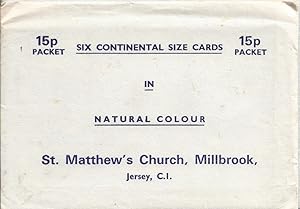 15p PACKET SIX CONTINENTAL SIZE CARDS 15p PACKET
IN
NATURAL COLOUR
St. Matthew's Church, Millbrook,
Jersey, C.I.